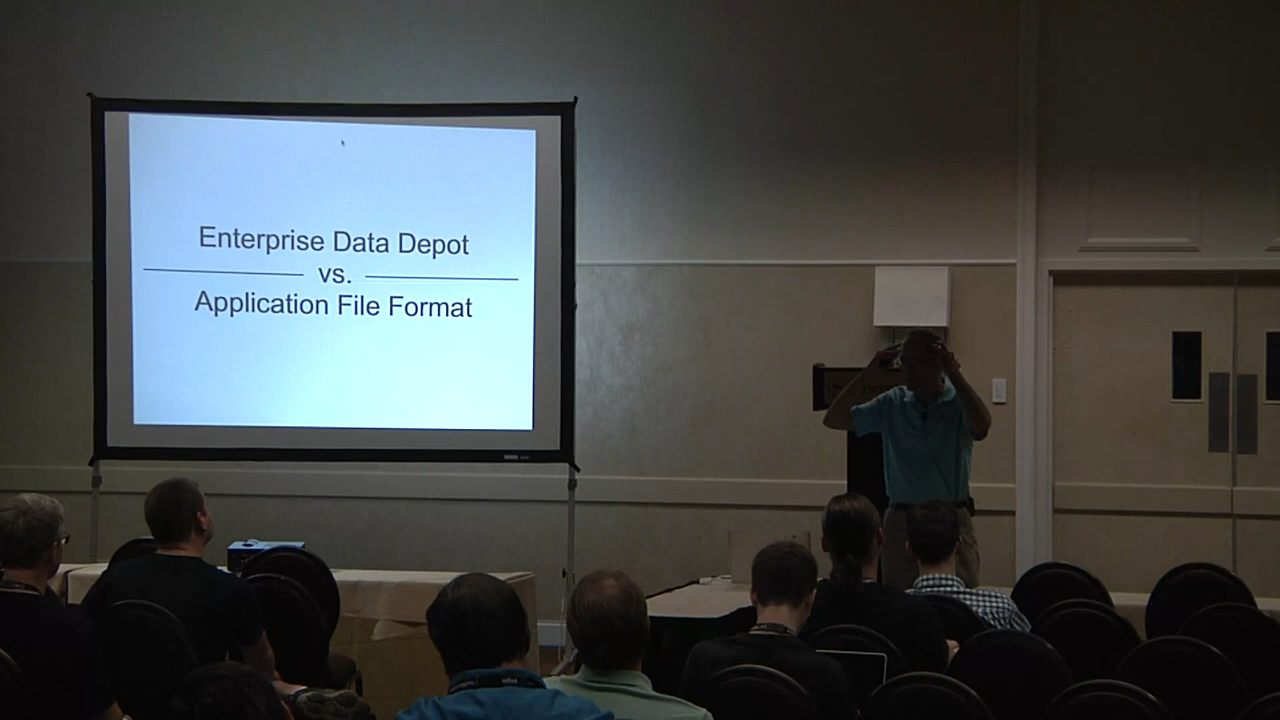 Enterprise Data Depot
vs.
Application File Format